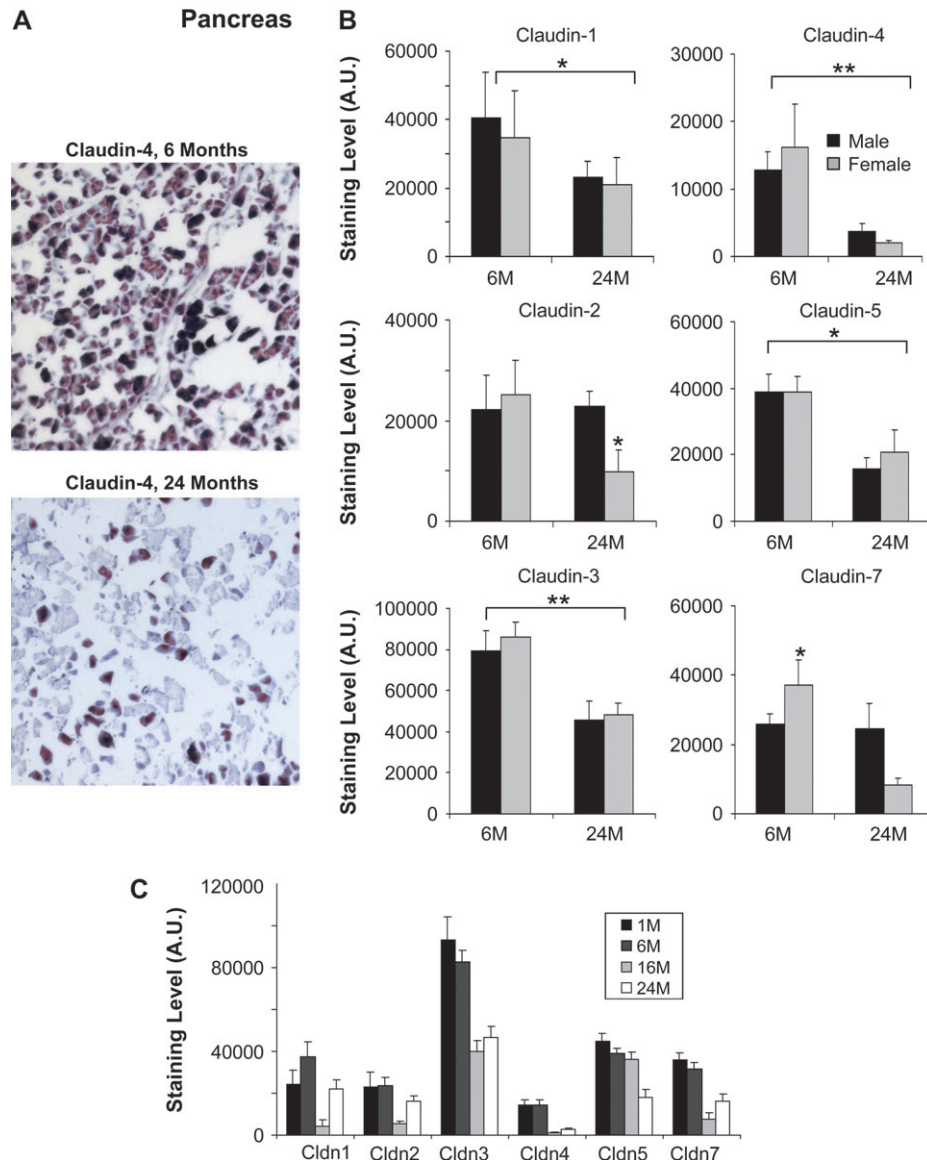 A Pancreas
Claudin-4, 6 Months
Claudin-4, 24 Months
B
Claudin-1
Staining Level (A.U.)
60000
40000
20000
0
*
6M 24M
Claudin-4
30000
20000
10000
0
**
Male
Female
6M 24M
Claudin-2
Staining Level (A.U.)
40000
20000
0
*
6M 24M
Claudin-5
60000
40000
20000
0
*
6M 24M
Claudin-3
Staining Level (A.U.)
100000
80000
60000
40000
20000
0
**
6M 24M
Claudin-7
60000
40000
20000
0
*
6M 24M
C
Staining Level (A.U.)
120000
80000
40000
0
1M
6M
16M
24M
Cldn1 Cldn2 Cldn3 Cldn4 Cldn5 Cldn7